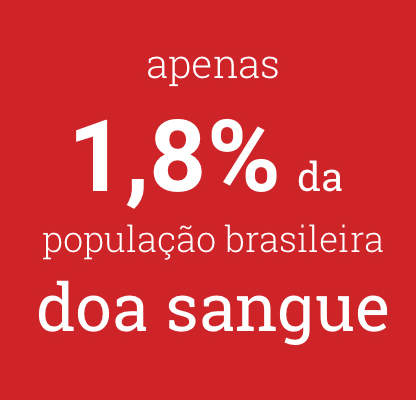 apenas
1,8% da
população brasileira
doa sangue